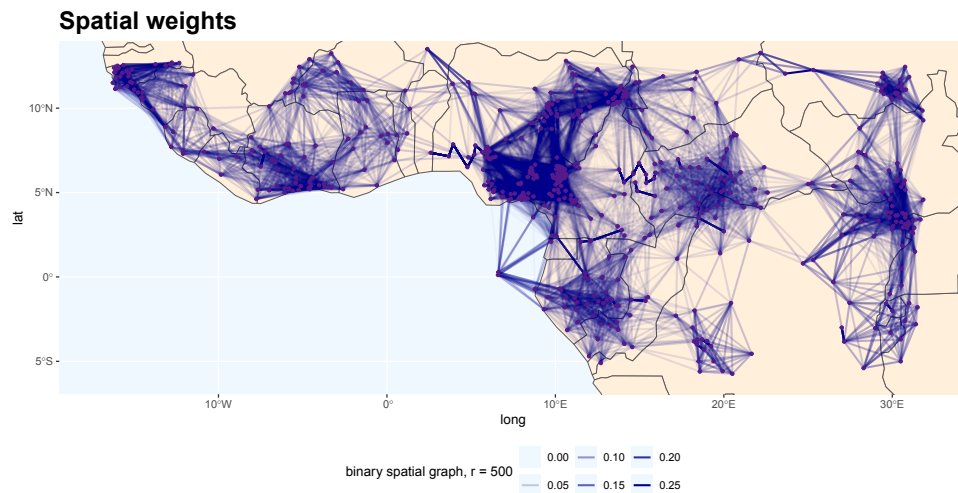 Spatial weights
10°N
5°N
0°
5°S
lat
10°W
0°
10°E
20°E
30°E
long
binary spatial graph, r = 500
0.00
0.10
0.20
0.05
0.15
0.25